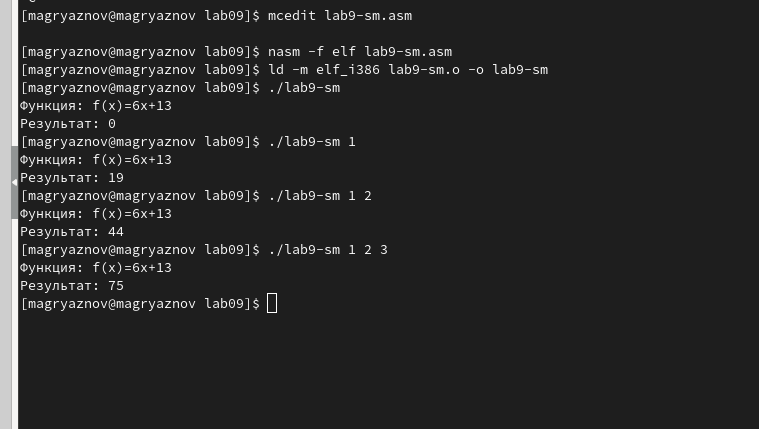 [magryaznov@magryaznov lab09]$ mcedit lab9-sm.asm
[magryaznov@magryaznov lab09]$ nasm -f elf lab9-sm.asm
[magryaznov@magryaznov lab09]$ ld -m elf_i386 lab9-sm.o -o lab9-sm
[magryaznov@magryaznov lab09]$ ./lab9-sm
Функция: f(x)=6x+13
Результат: 0
[magryaznov@magryaznov lab09]$ ./lab9-sm 1
Функция: f(x)=6x+13
Результат: 19
[magryaznov@magryaznov lab09]$ ./lab9-sm 1 2
Функция: f(x)=6x+13
Результат: 44
[magryaznov@magryaznov lab09]$ ./lab9-sm 1 2 3
Функция: f(x)=6x+13
Результат: 75
[magryaznov@magryaznov lab09]$